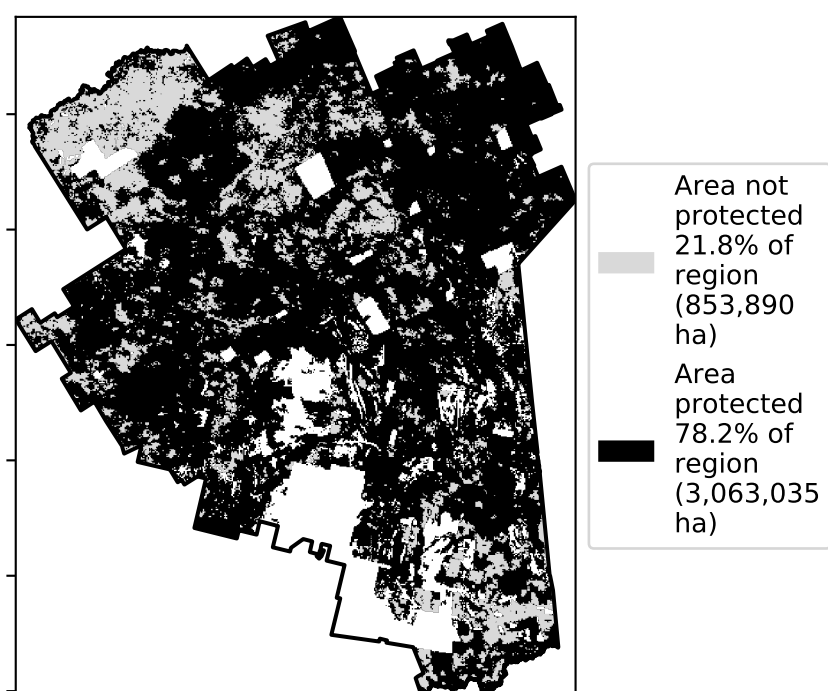 Area not
protected
21.8% of
region
(853,890
ha)
Area
protected
78.2% of
region
(3,063,035
ha)